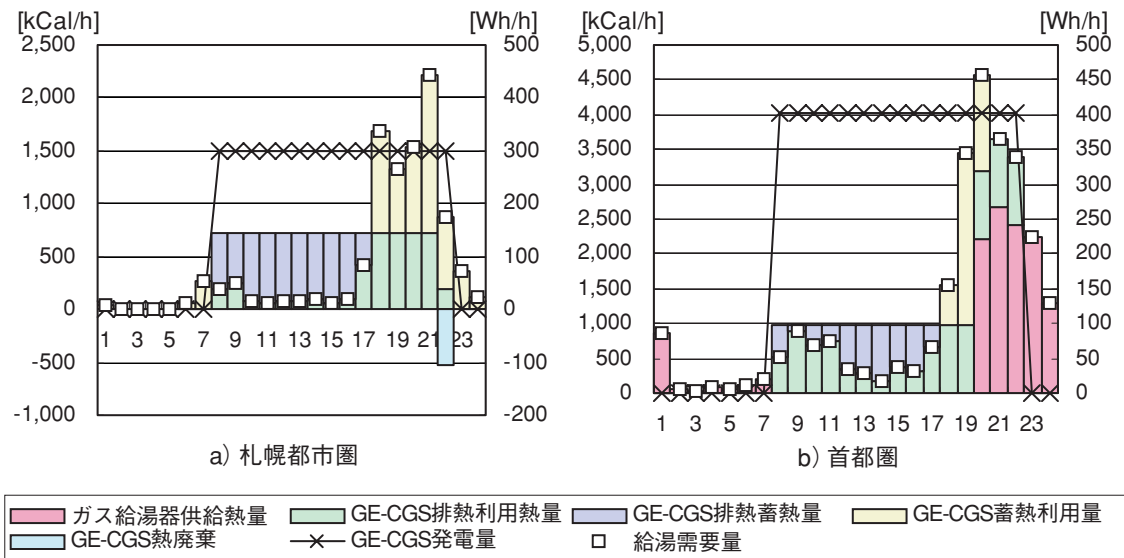 [kCal/h] [Wh/h] [kCal/h] [Wh/h]
2,500 500 5,000 500
4,500 450
2,000 400 4,000 400
3,500 350
1,500 300
3,000 300
1,000 200 2,500 250
500 100 2,000 200
1,500 150
0 0
1 3 5 7 9 11 13 15 17 19 21 23
1,000 100
-500 -100 500 50
0 0
-1,000 -200
1 3 5 7 9 11 13 15 17 19 21 23
a) 札幌都市圏 b) 首都圏
ガス給湯器供給熱量 GE-CGS排熱利用熱量 GE-CGS排熱蓄熱量 GE-CGS蓄熱利用量
GE-CGS熱廃棄 GE-CGS発電量 給湯需要量